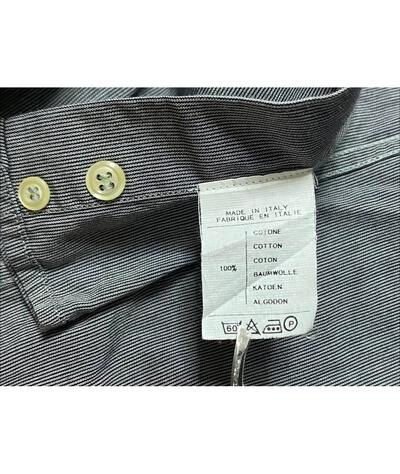 MADE IN ITALY
FABRIQUE EN ITALIE
COTONE
COTTON
100% COTON
BAUMWOLLE
KATOEN
ALGODON
60 P